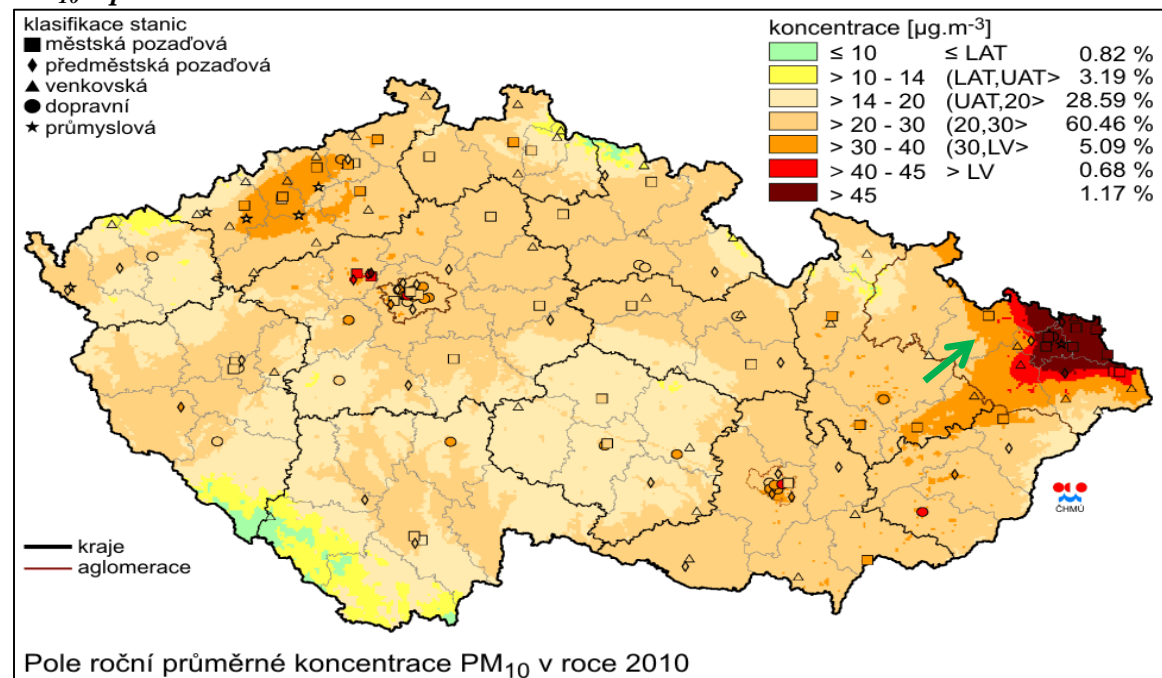 klasifikace stanic
městská pozaďová
předměstská pozaďová
venkovská
dopravní
průmyslová
koncentrace [µg.m-3]
≤ 10 ≤ LAT 0.82 %
> 10 - 14 (LAT,UAT> 3.19 %
> 14 - 20 (UAT,20> 28.59 %
> 20 - 30 (20,30> 60.46 %
> 30 - 40 (30,LV> 5.09 %
> 40 - 45 > LV 0.68 %
> 45 1.17 %
ČHMÚ
kraje
aglomerace
Pole roční průměrné koncentrace PM10 v roce 2010